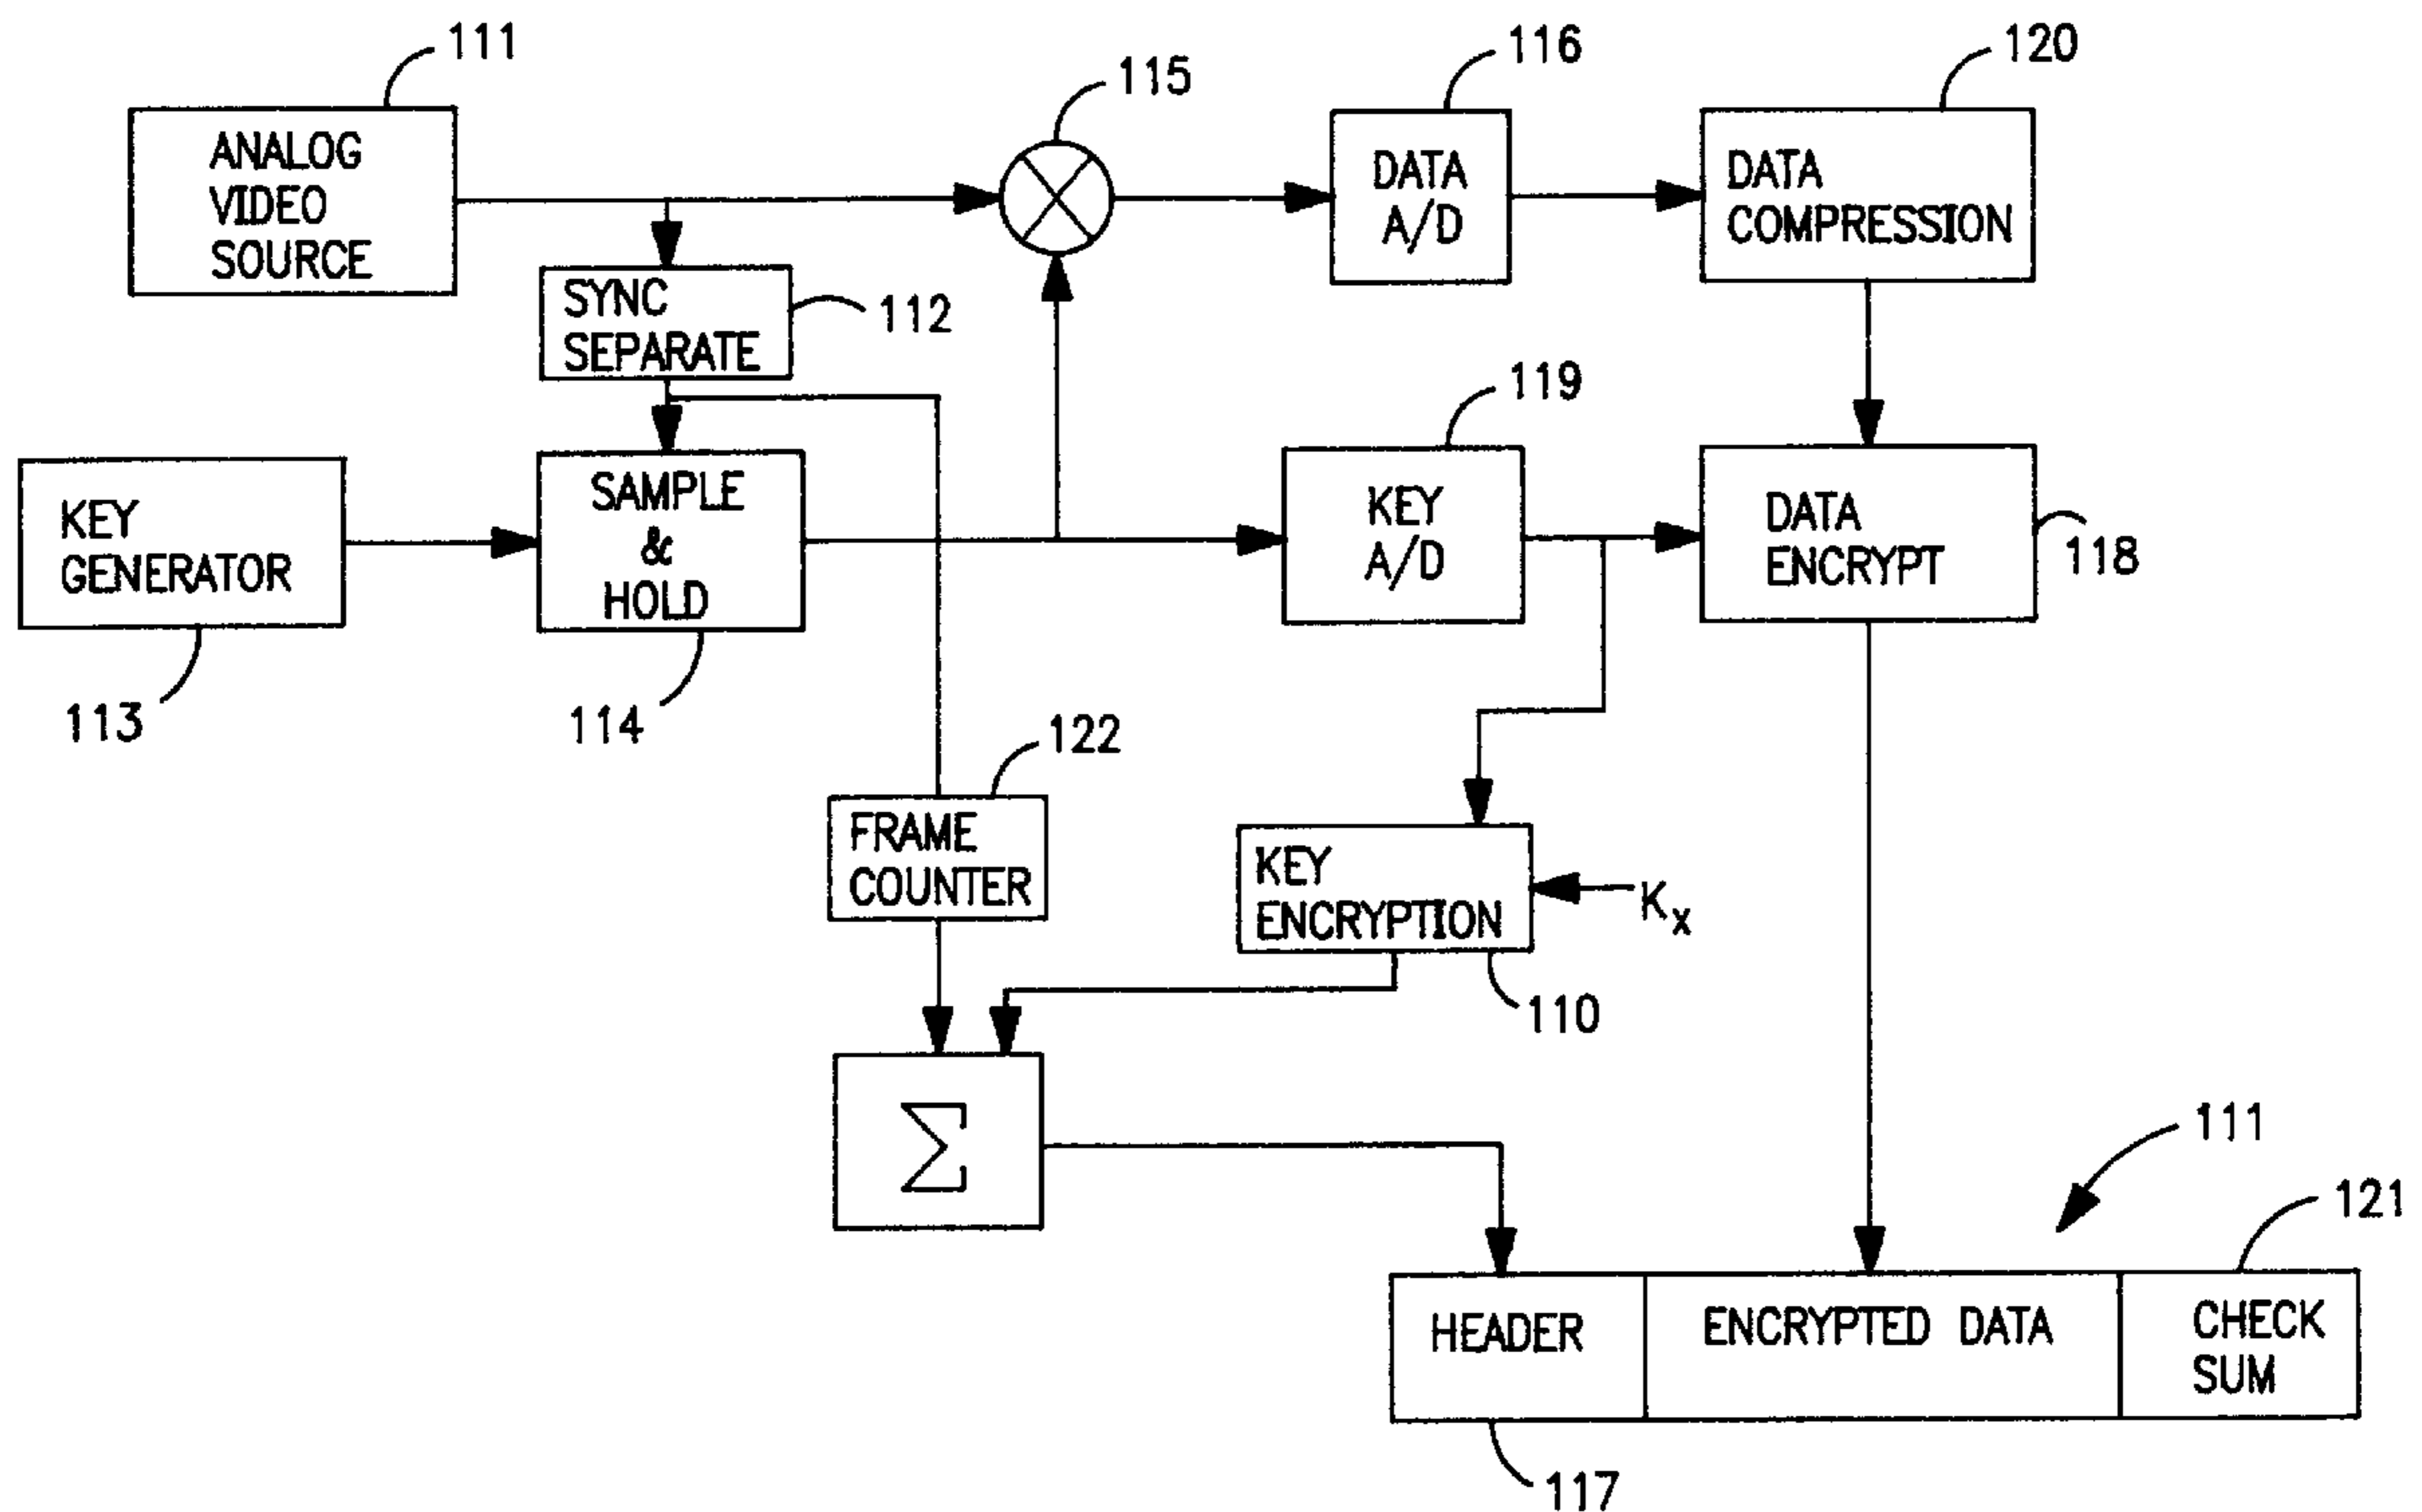 111
115
116
120
ANALOG
VIDEO
SOURCE
DATA
A/D
DATA
COMPRESSION
SYNC
SEPARATE
112
119
KEY
GENERATOR
SAMPLE
&
HOLD
KEY
A/D
DATA
ENCRYPT
118
113
114
122
FRAME
COUNTER
KEY
ENCRYPTION
Kx
110
Σ
111
121
HEADER
ENCRYPTED DATA
CHECK
SUM
117